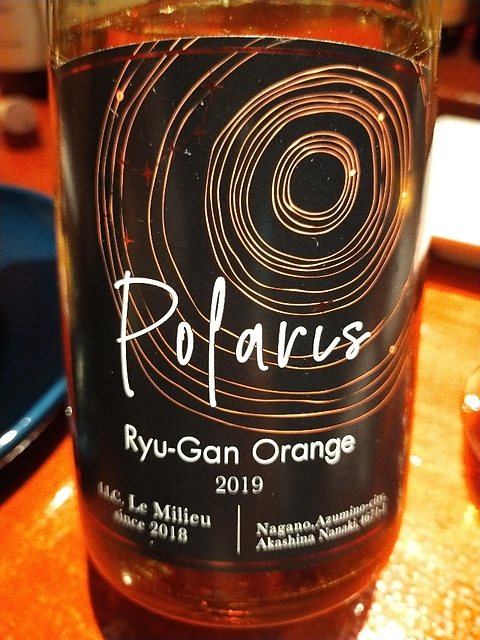 Polaris
Ryu-Gan Orange
2019
LLC. Le Milieu
since 2018
Nagano, Azumino-city,
Akashina Nanaki